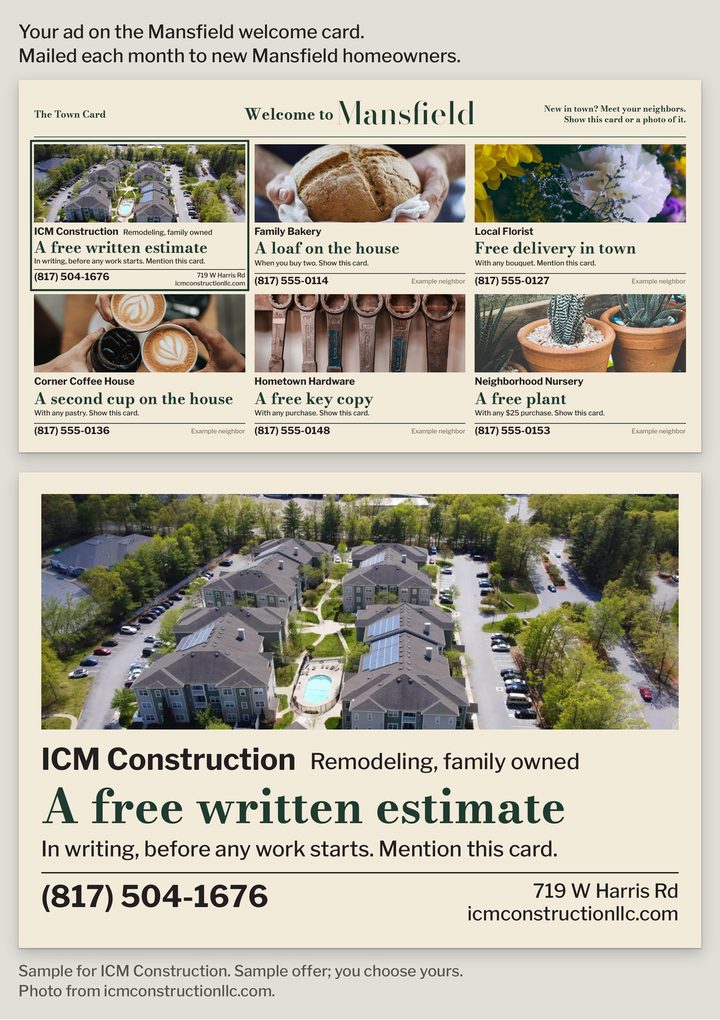 Your ad on the Mansfield welcome card.
Mailed each month to new Mansfield homeowners.
The Town Card
Welcome to Mansfield
New in town? Meet your neighbors.
Show this card or a photo of it.
ICM Construction Remodeling, family owned
A free written estimate
In writing, before any work starts. Mention this card.
(817) 504-1676
719 W Harris Rd
icmconstructionllc.com
Family Bakery
A loaf on the house
When you buy two. Show this card.
(817) 555-0114
Example neighbor
Local Florist
Free delivery in town
With any bouquet. Mention this card.
(817) 555-0127
Example neighbor
Corner Coffee House
A second cup on the house
With any pastry. Show this card.
(817) 555-0136
Example neighbor
Hometown Hardware
A free key copy
With any purchase. Show this card.
(817) 555-0148
Example neighbor
Neighborhood Nursery
A free plant
With any $25 purchase. Show this card.
(817) 555-0153
Example neighbor
ICM Construction Remodeling, family owned
A free written estimate
In writing, before any work starts. Mention this card.
(817) 504-1676
719 W Harris Rd
icmconstructionllc.com
Sample for ICM Construction. Sample offer; you choose yours.
Photo from icmconstructionllc.com.